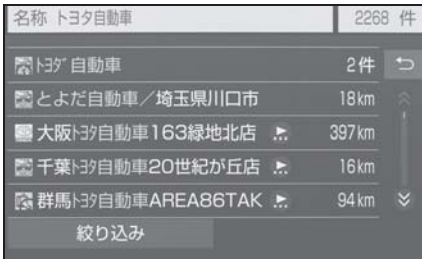 名称 トヨタ自動車 2268 件
トヨダ自動車 2件
とよだ自動車／埼玉県川口市 18km
大阪トヨタ自動車163緑地北店 397km
千葉トヨタ自動車20世紀が丘店 16km
群馬トヨタ自動車AREA86TAK 94km
絞り込み